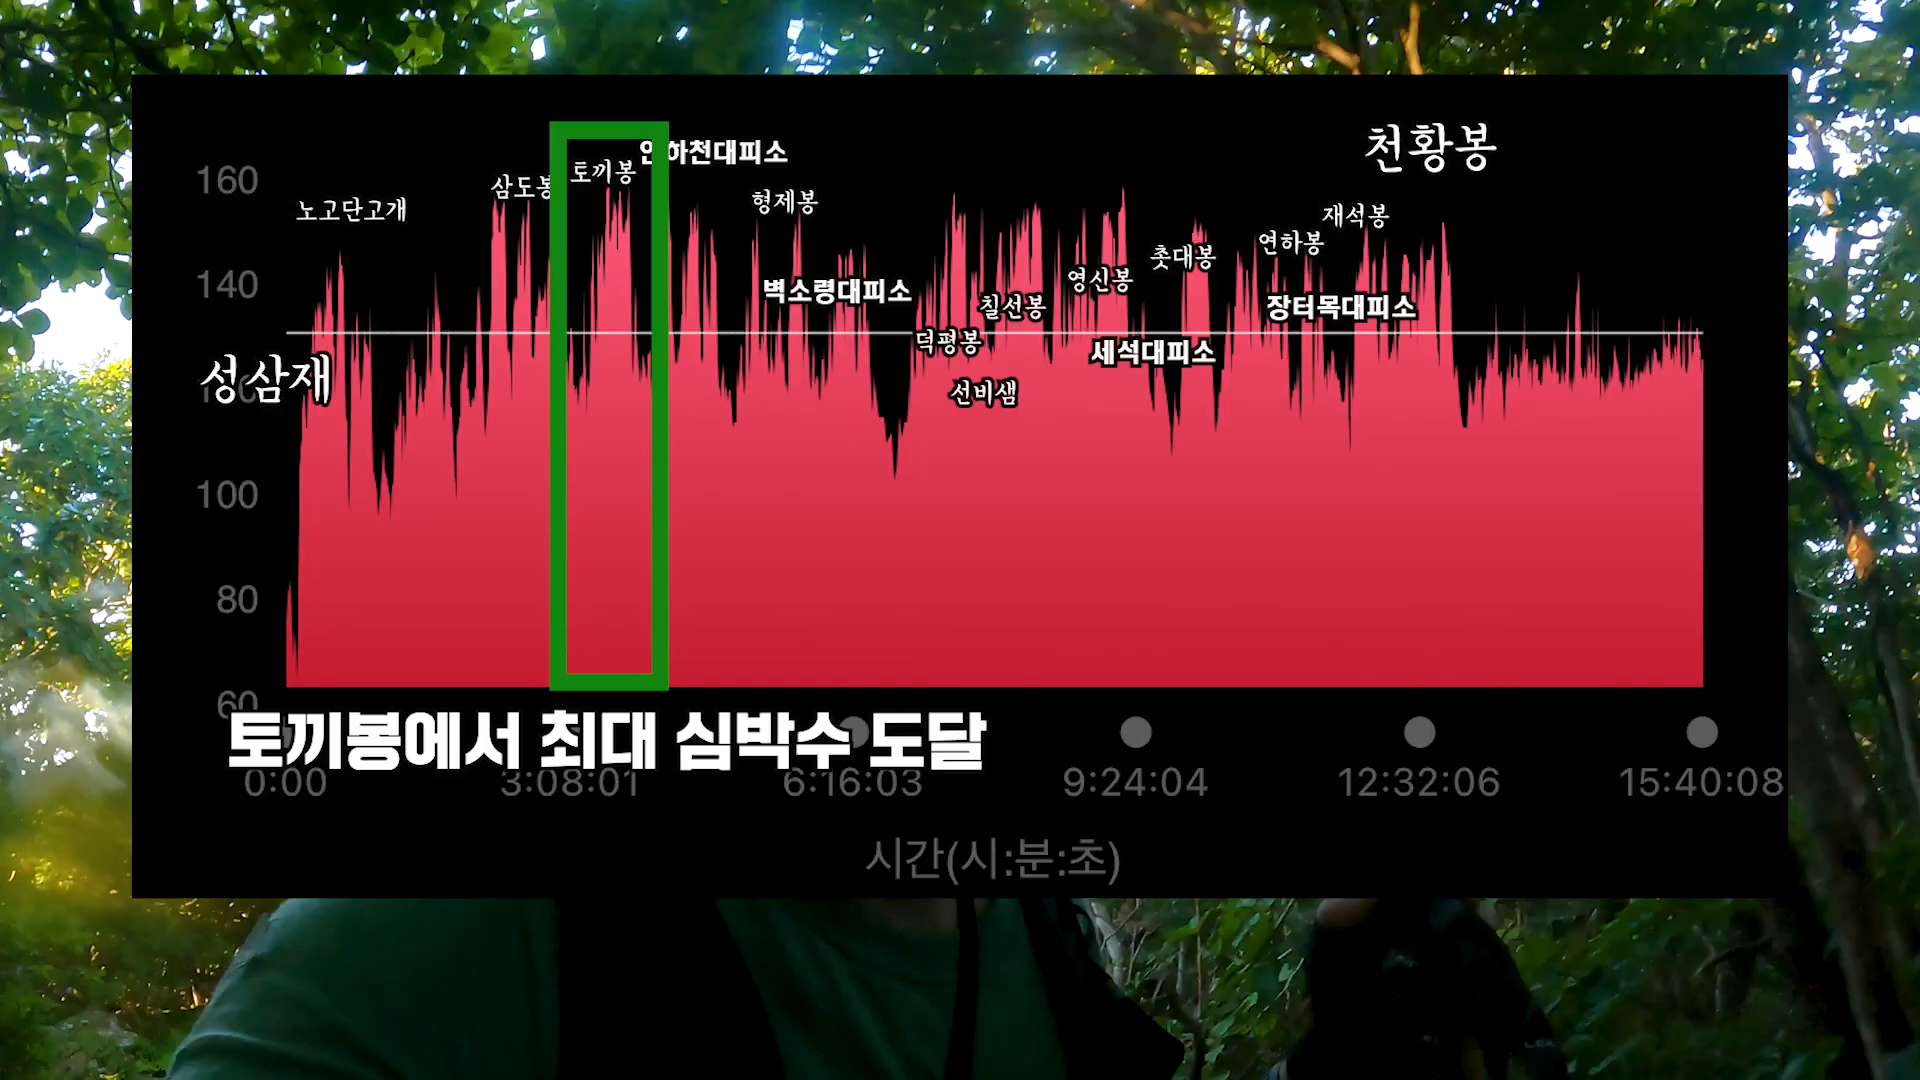 천황봉
연하천대피소
160
토끼봉
삼도봉
형제봉
노고단고개
재석봉
연하봉
촛대봉
140
영신봉
벽소령대피소
칠선봉
장터목대피소
덕평봉
세석대피소
성삼재
선비샘
100
80
60
토끼봉에서 최대 심박수 도달
0:00 3:08:01 6:16:03 9:24:04 12:32:06 15:40:08
시간(시:분:초)